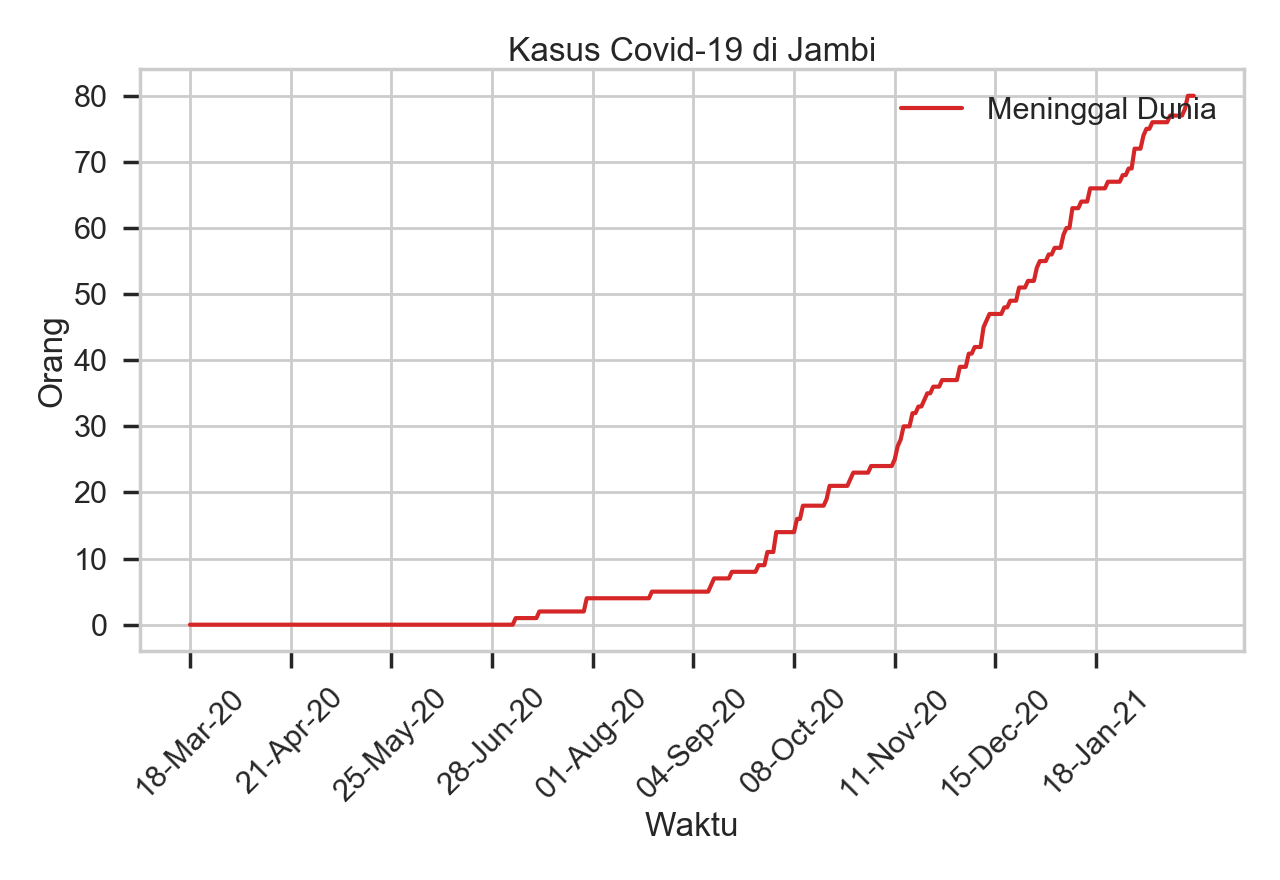 Kasus Covid-19 di Jambi
Meninggal Dunia
80
70
60
50
40
30
20
10
0
Orang
18-Mar-20
21-Apr-20
25-May-20
28-Jun-20
01-Aug-20
04-Sep-20
08-Oct-20
11-Nov-20
15-Dec-20
18-Jan-21
Waktu